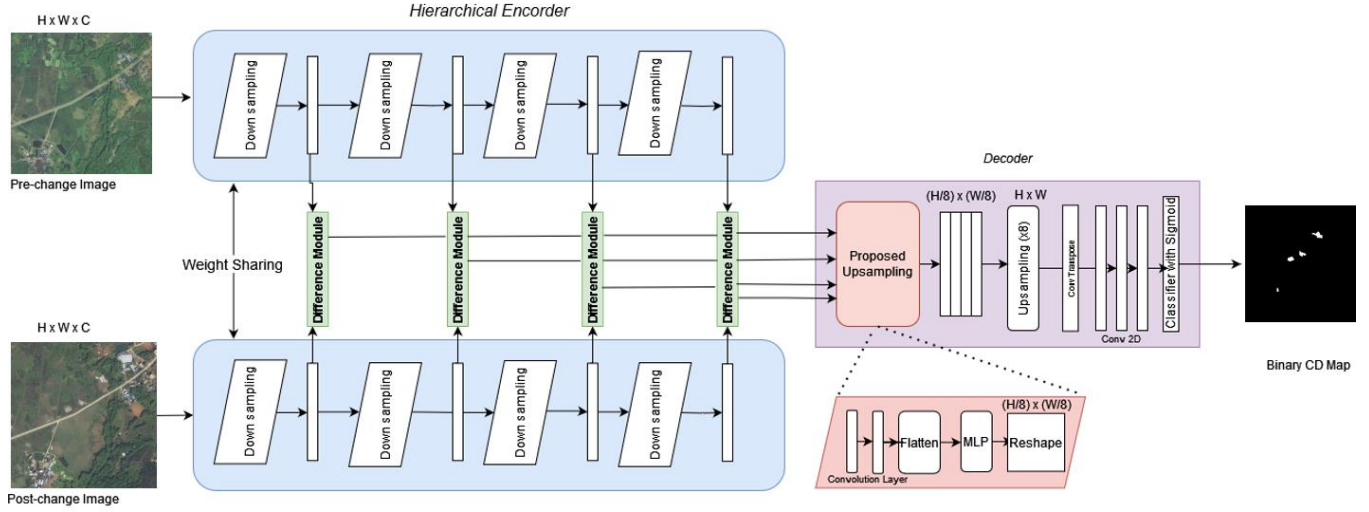 Hierarchical Encorder
H x W x C
Down sampling
Down sampling
Down sampling
Down sampling
Pre-change Image
Weight Sharing
Difference Module
Difference Module
Difference Module
Difference Module
Decoder
Proposed
Upsampling
(H/8) x (W/8)
H x W
Upsampling (x8)
Conv Transpose
Conv 2D
Classifier with Sigmoid
Binary CD Map
H x W x C
Down sampling
Down sampling
Down sampling
Down sampling
Post-change Image
(H/8) x (W/8)
Flatten
MLP
Reshape
Convolution Layer